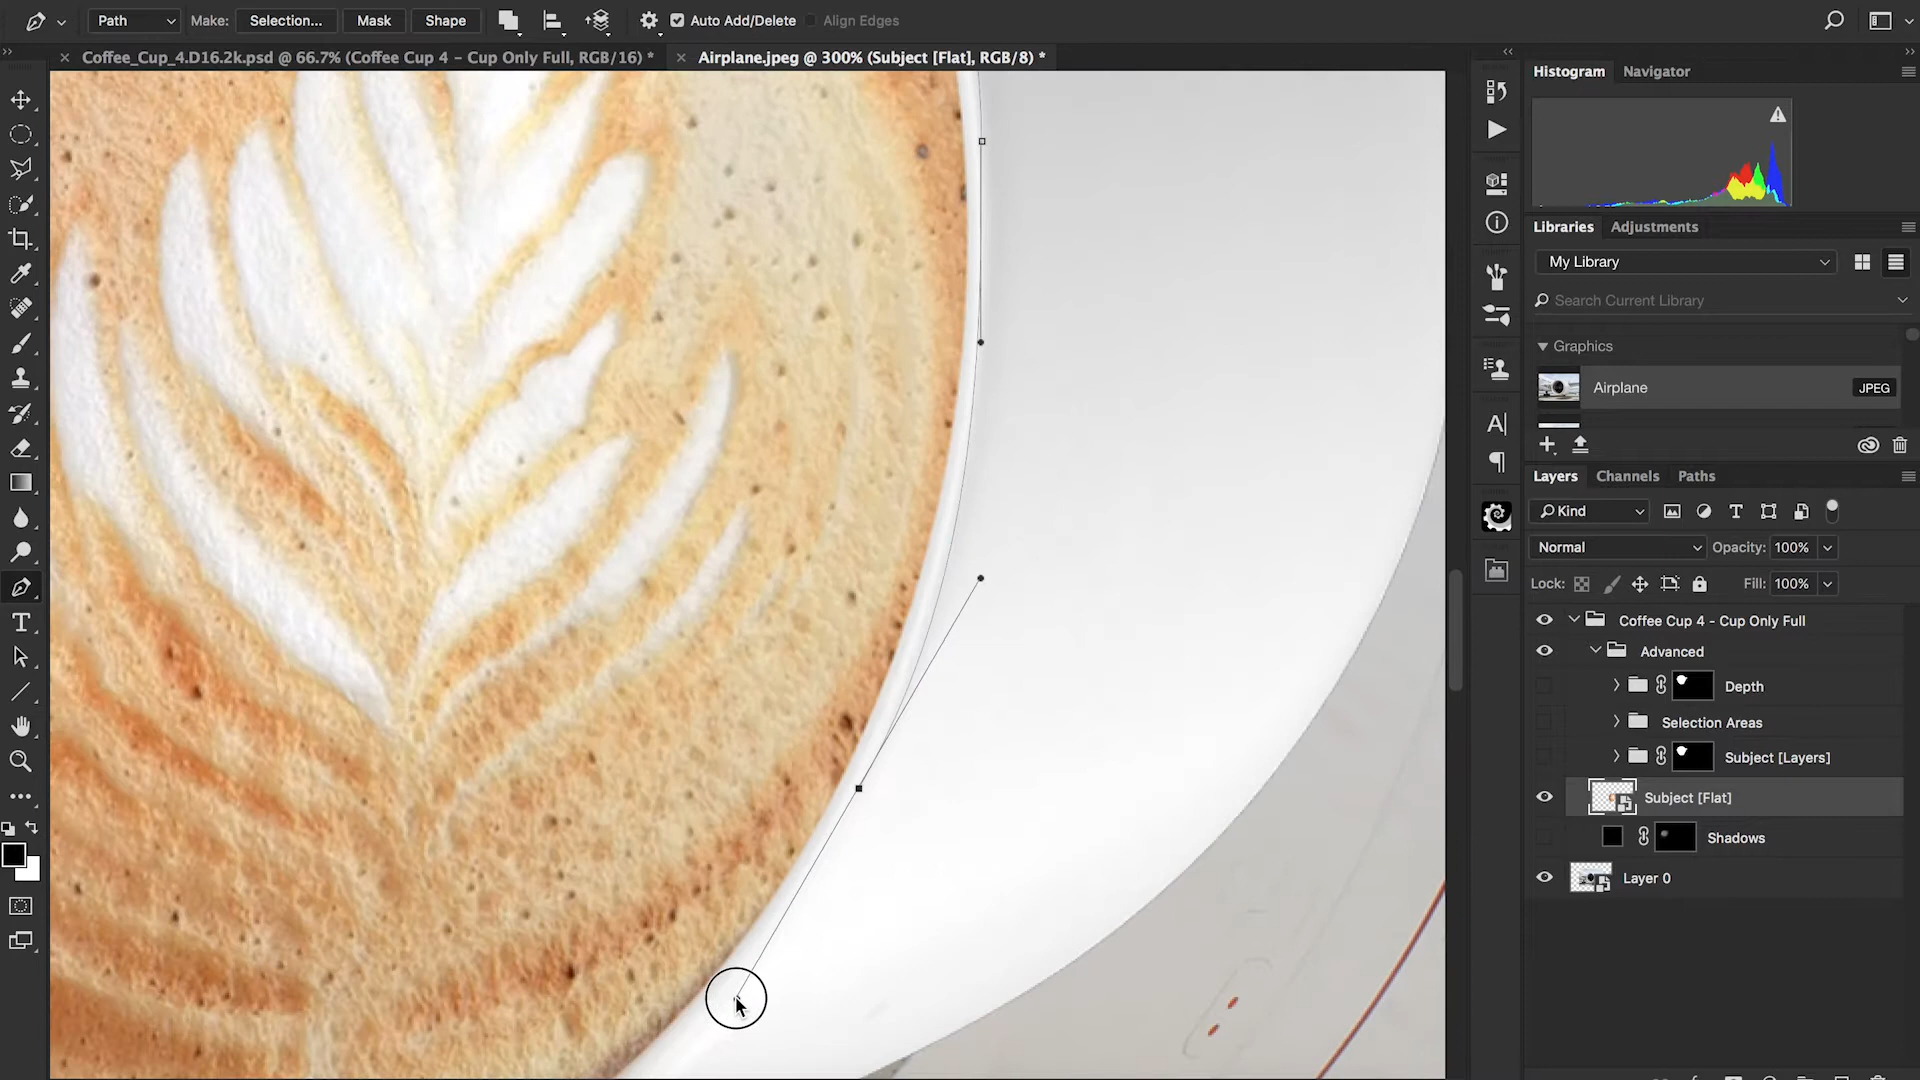 Path Make: Selection... Mask Shape Auto Add/Delete Align Edges
Coffee_Cup_4.D16.2k.psd @ 66.7% (Coffee Cup 4 - Cup Only Full, RGB/16) *
Airplane.jpeg @ 300% (Subject [Flat], RGB/8) *
Histogram Navigator
Libraries Adjustments
My Library
Search Current Library
Graphics
Airplane JPEG
Layers Channels Paths
Kind
Normal Opacity: 100%
Lock: Fill: 100%
Coffee Cup 4 - Cup Only Full
Advanced
Depth
Selection Areas
Subject [Layers]
Subject [Flat]
Shadows
Layer 0